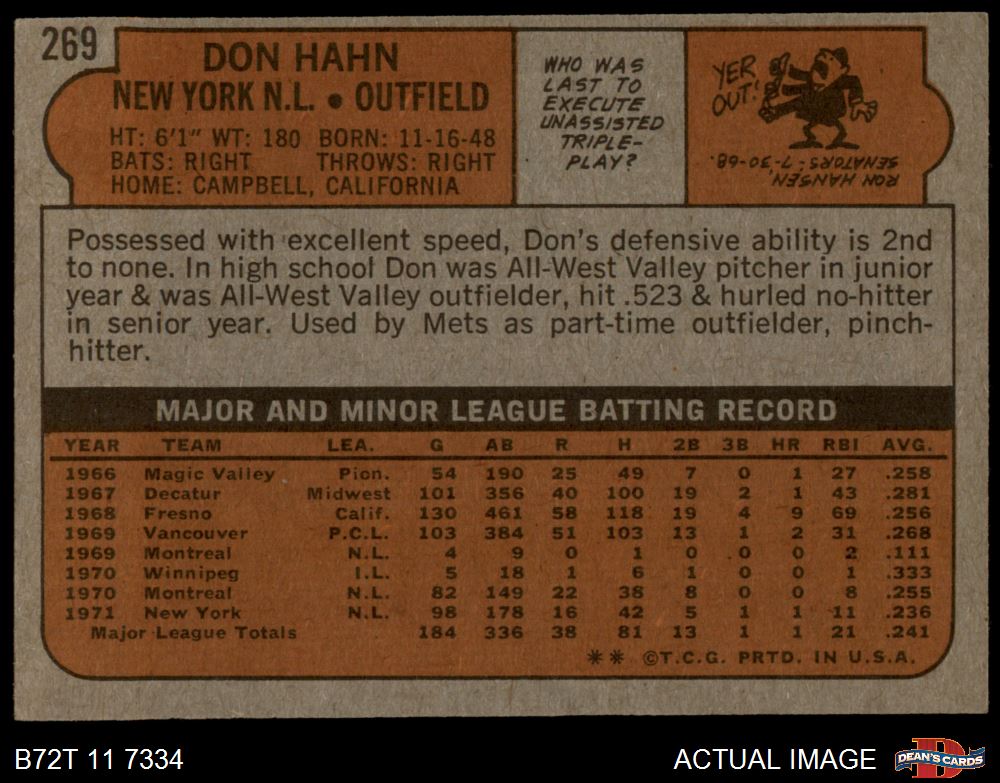 269
DON HAHN
NEW YORK N.L. • OUTFIELD
HT: 6'1" WT: 180 BORN: 11-16-48
BATS: RIGHT THROWS: RIGHT
HOME: CAMPBELL, CALIFORNIA
WHO WAS
LAST TO
EXECUTE
UNASSISTED
TRIPLE-
PLAY?
YER
OUT!
RON HANSEN,
SENATORS - 7-30-68.
Possessed with excellent speed, Don's defensive ability is 2nd
to none. In high school Don was All-West Valley pitcher in junior
year & was All-West Valley outfielder, hit .523 & hurled no-hitter
in senior year. Used by Mets as part-time outfielder, pinch-
hitter.
MAJOR AND MINOR LEAGUE BATTING RECORD
YEAR TEAM LEA. G AB R H 2B 3B HR RBI AVG.
1966 Magic Valley Pion. 54 190 25 49 7 0 1 27 .258
1967 Decatur Midwest 101 356 40 100 19 2 1 43 .281
1968 Fresno Calif. 130 461 58 118 19 4 9 69 .256
1969 Vancouver P.C.L. 103 384 51 103 13 1 2 31 .268
1969 Montreal N.L. 4 9 0 1 0 0 0 2 .111
1970 Winnipeg I.L. 5 18 1 6 1 0 0 1 .333
1970 Montreal N.L. 82 149 22 38 8 0 0 8 .255
1971 New York N.L. 98 178 16 42 5 1 1 11 .236
Major League Totals 184 336 38 81 13 1 1 21 .241
** ©T.C.G. PRTD. IN U.S.A.
B72T 11 7334
ACTUAL IMAGE
D
DEAN'S CARDS